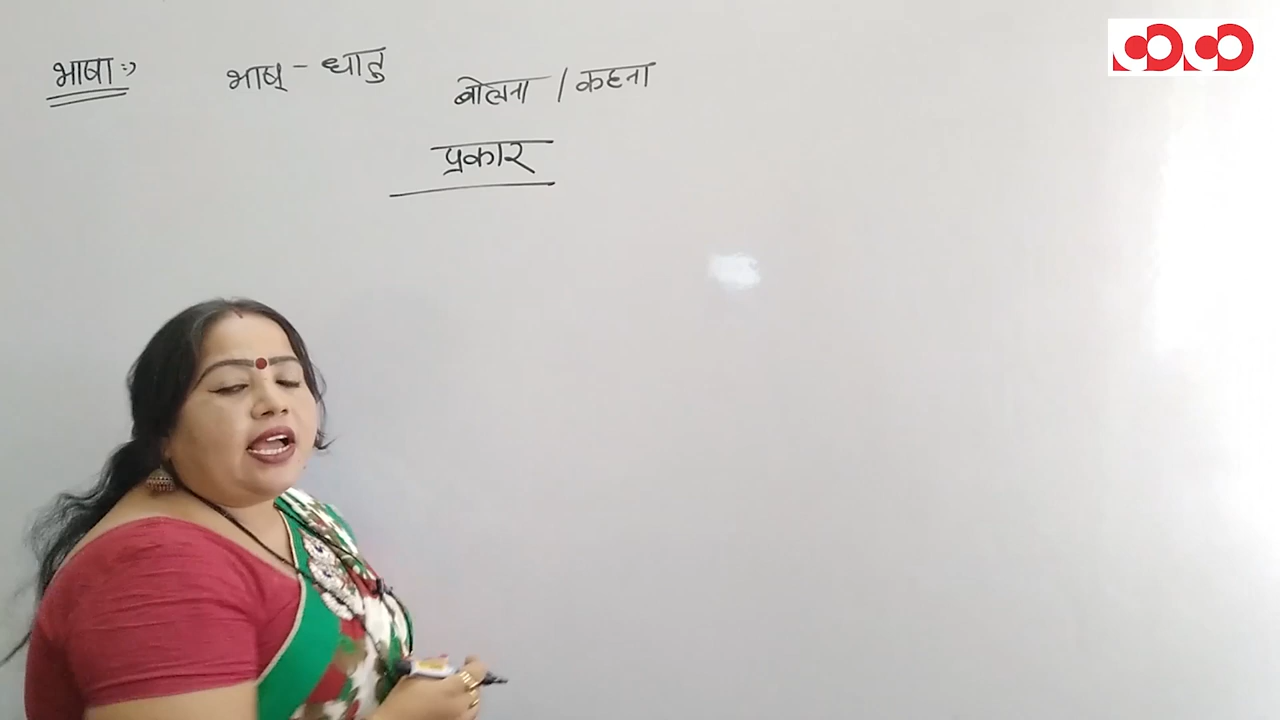 भाषा :-> भाष् - धातु बोलना / कहना
प्रकार